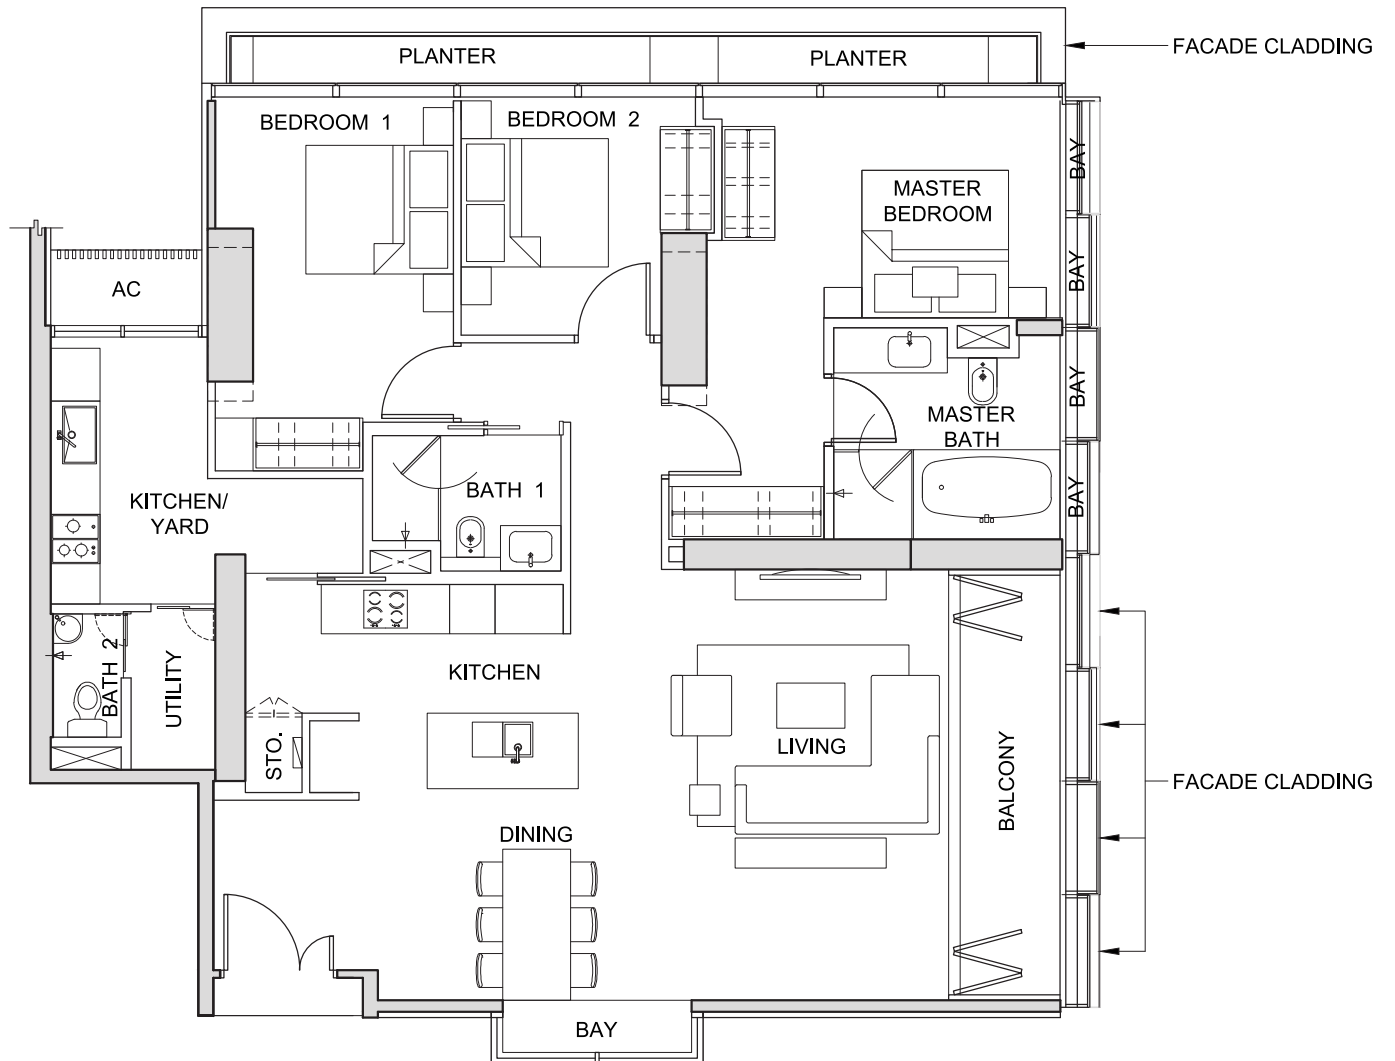 FACADE CLADDING
PLANTER
PLANTER
BEDROOM 1
BEDROOM 2
BAY
MASTER
BEDROOM
BAY
AC
BAY
MASTER
BATH
KITCHEN/
YARD
BATH 1
BAY
BATH 2
UTILITY
KITCHEN
STO.
LIVING
BALCONY
FACADE CLADDING
DINING
BAY